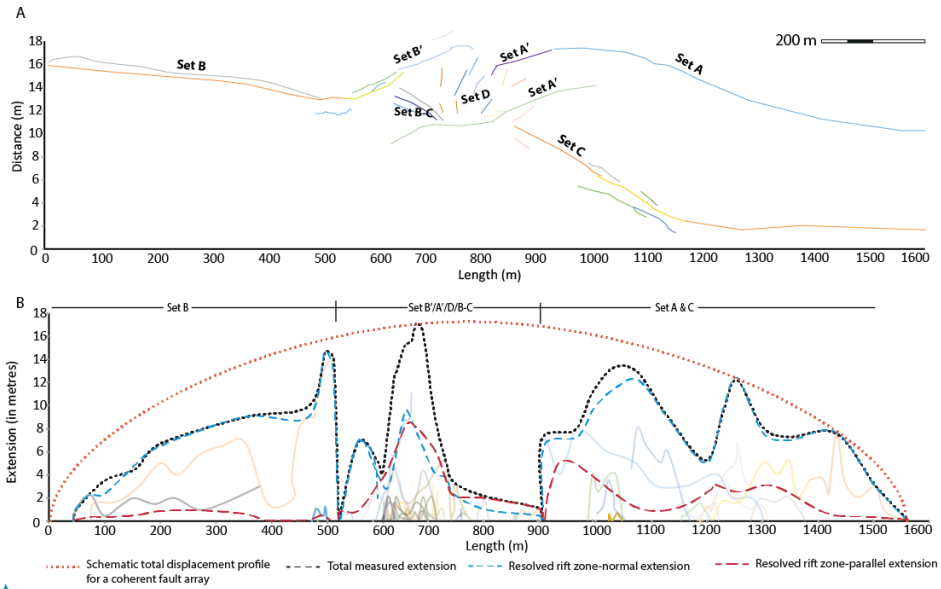 A
18
16
14
12
10
8
6
4
2
0
Distance (m)
Set B
Set B'
Set A'
Set A
200 m
Set D
Set A'
Set B-C
Set C
0 100 200 300 400 500 600 700 800 900 1000 1100 1200 1300 1400 1500 1600
Length (m)
B
Set B
Set B'/A'/D/B-C
Set A & C
18
16
14
12
10
8
6
4
2
0
Extension (in metres)
0 100 200 300 400 500 600 700 800 900 1000 1100 1200 1300 1400 1500 1600
Length (m)
Schematic total displacement profile
for a coherent fault array
Total measured extension
Resolved rift zone-normal extension
Resolved rift zone-parallel extension